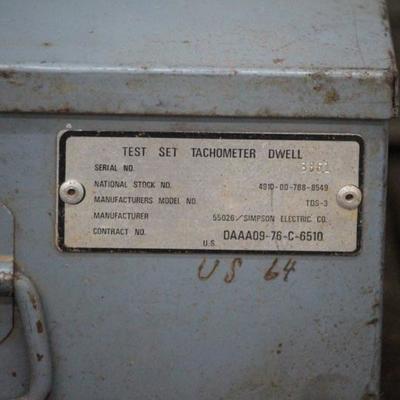 TEST SET TACHOMETER DWELL
SERIAL NO.
NATIONAL STOCK NO. 4910-00-788-8549
MANUFACTURERS MODEL NO. TDS-3
MANUFACTURER 55026/SIMPSON ELECTRIC CO.
CONTRACT NO. DAAA09-76-C-6510
U.S.
US 64